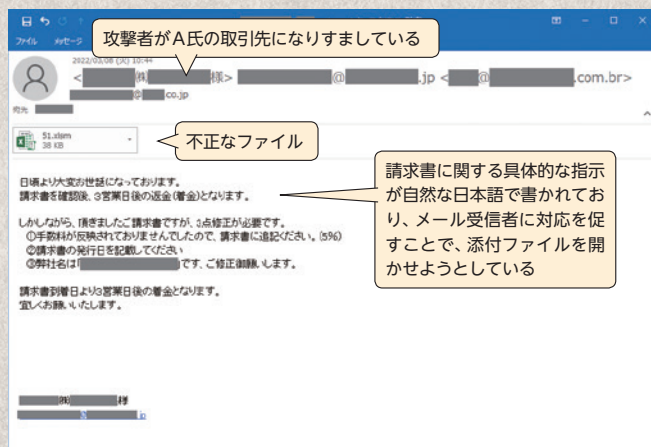 ファイル メッセージ
攻撃者がA氏の取引先になりすましている
2022/03/08 (火) 10:44
< ㈱ 様> @ .jp < @ .com.br>
@ co.jp
宛先
51.xlsm
38 KB
不正なファイル
日頃より大変お世話になっております。
請求書を確認後、3営業日後の返金(着金)となります。
請求書に関する具体的な指示
が自然な日本語で書かれてお
り、メール受信者に対応を促
すことで、添付ファイルを開
かせようとしている
しかしながら、頂きましたご請求書ですが、3点修正が必要です。
①手数料が反映されておりませんでしたので、請求書に追記ください。(5%)
②請求書の発行日を記載してください
③弊社名は「 」です、ご修正御願いします。
請求書到着日より3営業日後の着金となります。
宜しくお願いいたします。
㈱ 様